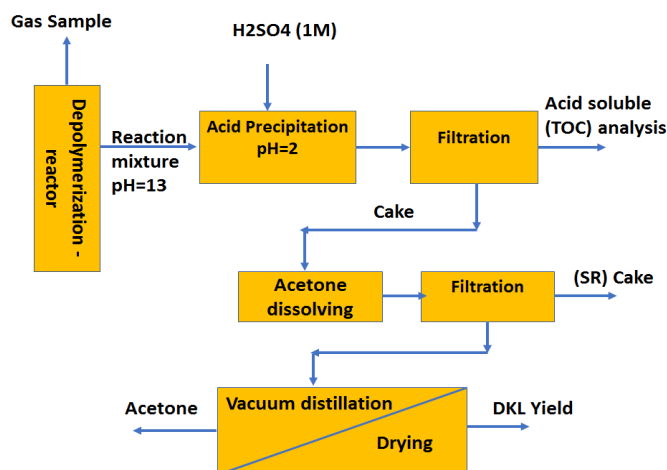 Gas Sample
H2SO4 (1M)
Depolymerization -
reactor
Reaction
mixture
pH=13
Acid Precipitation
pH=2
Filtration
Acid soluble
(TOC) analysis
Cake
Acetone
dissolving
Filtration
(SR) Cake
Acetone
Vacuum distillation
Drying
DKL Yield